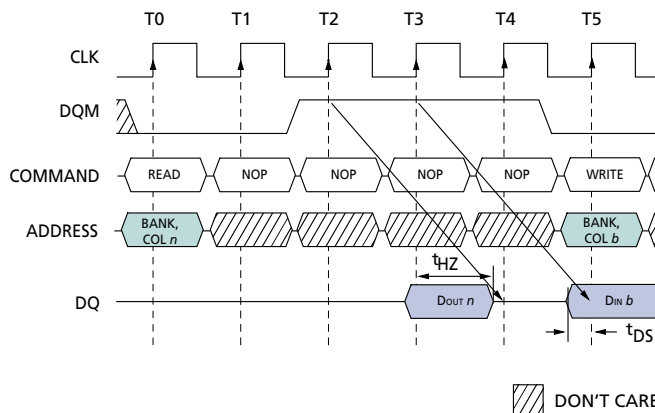 T0 T1 T2 T3 T4 T5
CLK
DQM
COMMAND READ NOP NOP NOP NOP WRITE
ADDRESS BANK, COL n BANK, COL b
tHZ
DQ DOUT n DIN b
tDS
DON'T CARE